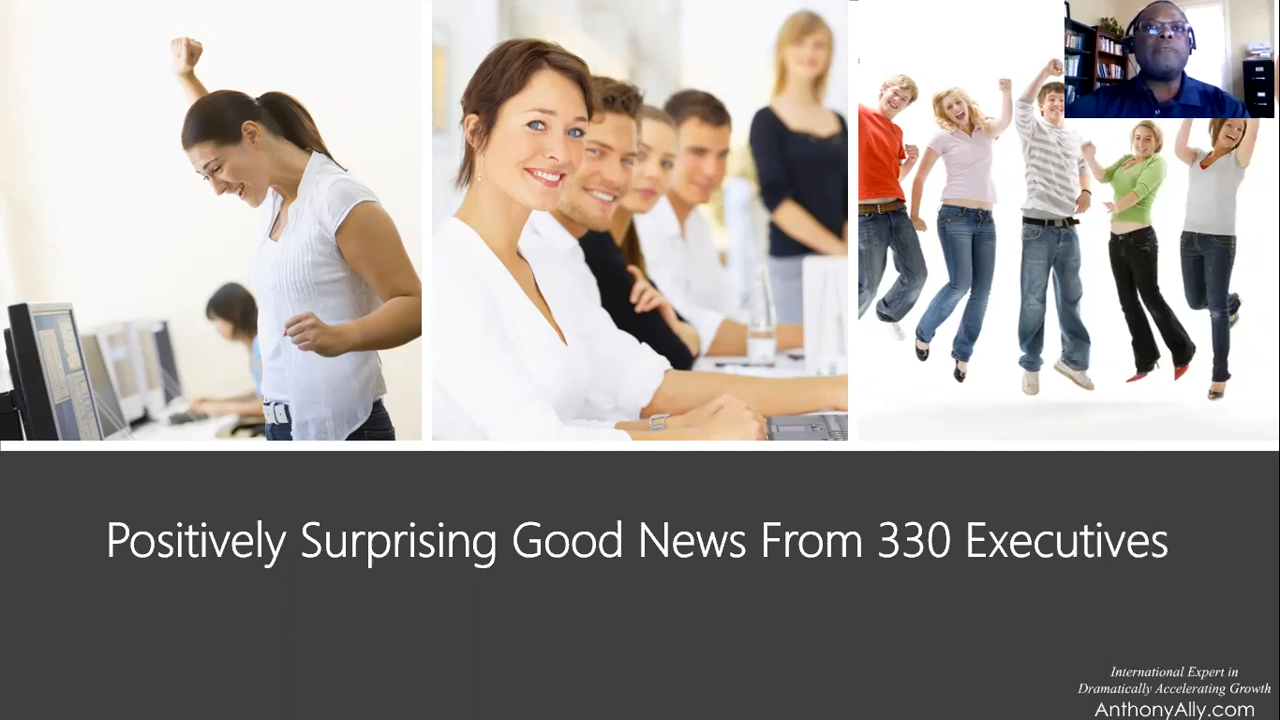 Positively Surprising Good News From 330 Executives
International Expert in
Dramatically Accelerating Growth
AnthonyAlly.com